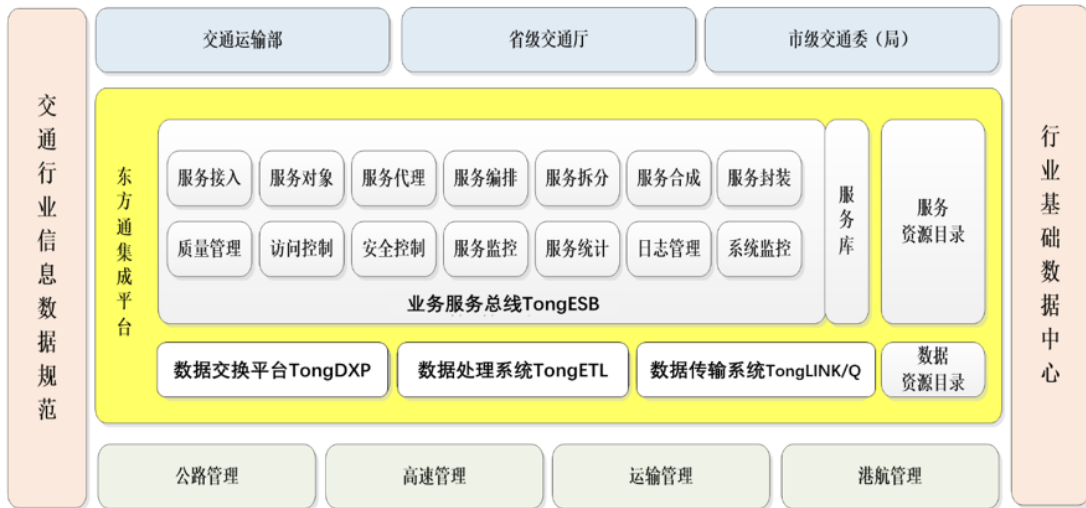 交通行业信息数据规范
交通运输部
省级交通厅
市级交通委（局）
东方通集成平台
服务接入
服务对象
服务代理
服务编排
服务拆分
服务合成
服务封装
质量管理
访问控制
安全控制
服务监控
服务统计
日志管理
系统监控
业务服务总线TongESB
服务库
服务
资源目录
数据交换平台TongDXP
数据处理系统TongETL
数据传输系统TongLINK/Q
数据
资源目录
公路管理
高速管理
运输管理
港航管理
行业基础数据中心